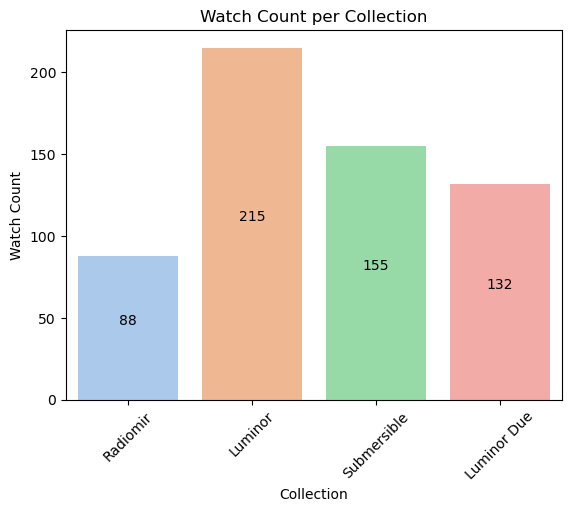 Watch Count per Collection
Watch Count
200
150
100
50
0
88
215
155
132
Radiomir
Luminor
Submersible
Luminor Due
Collection